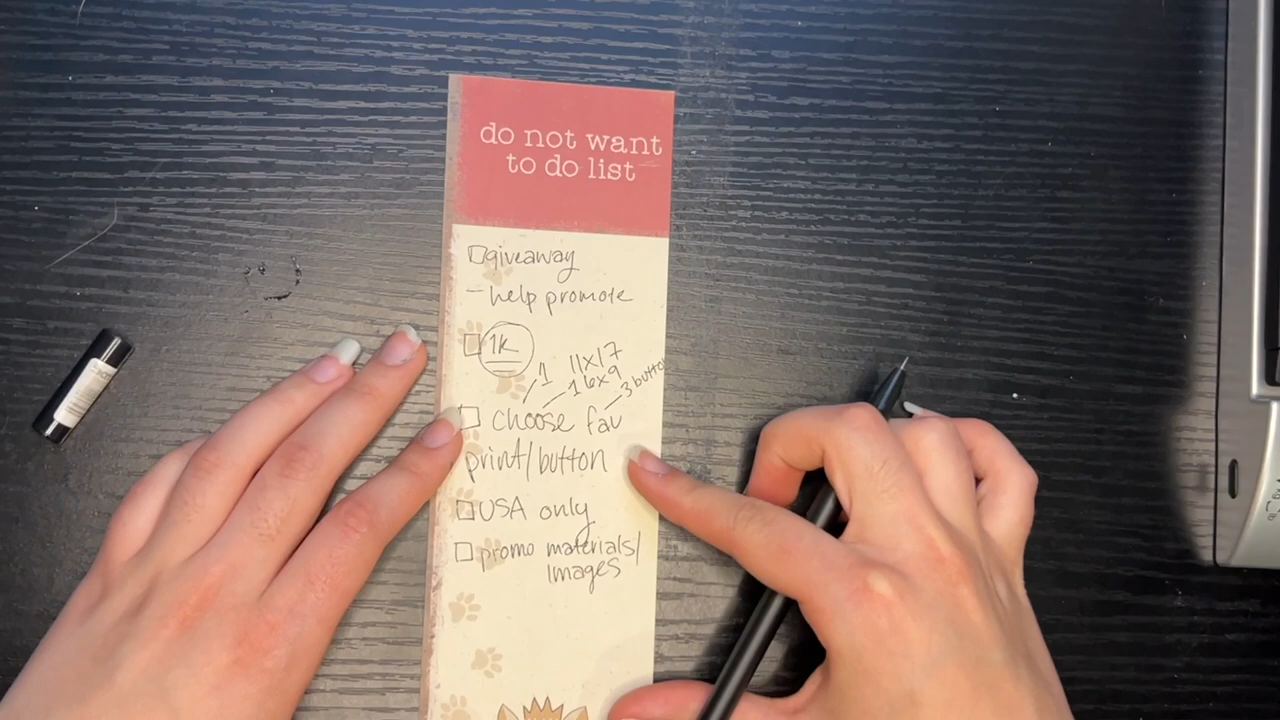 do not want
to do list
giveaway
- help promote
1k
1 11x17
1 6x9
3 button
choose fav
print/button
USA only
promo materials/
images